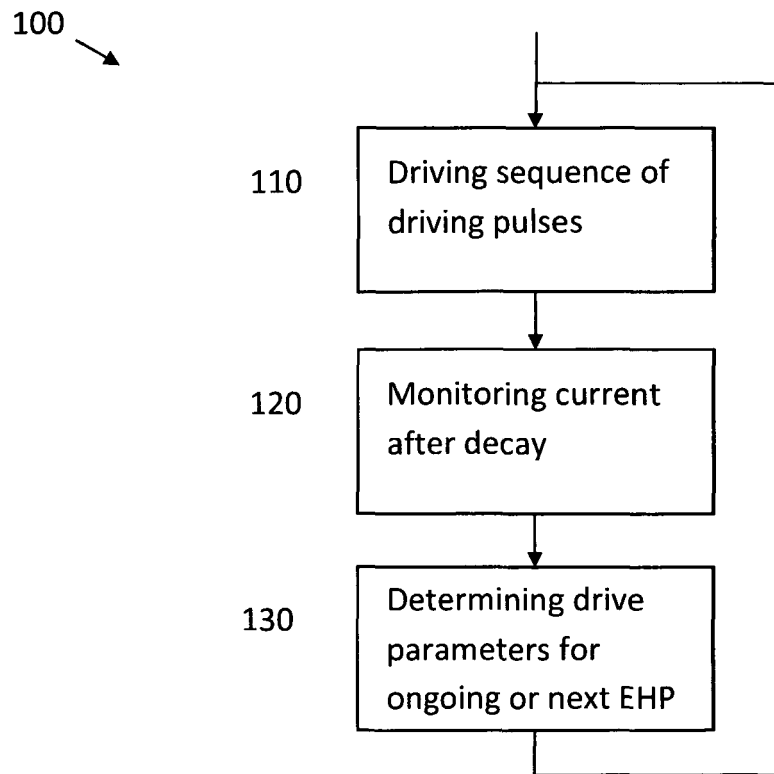 100
110
Driving sequence of
driving pulses
120
Monitoring current
after decay
130
Determining drive
parameters for
ongoing or next EHP